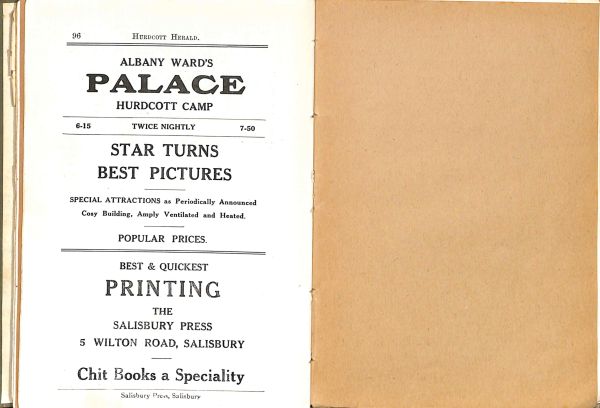 96 HURDCOTT HERALD.
ALBANY WARD'S
PALACE
HURDCOTT CAMP
6-15 TWICE NIGHTLY 7-50
STAR TURNS
BEST PICTURES
SPECIAL ATTRACTIONS as Periodically Announced
Cosy Building, Amply Ventilated and Heated.
POPULAR PRICES.
BEST & QUICKEST
PRINTING
THE
SALISBURY PRESS
5 WILTON ROAD, SALISBURY
Chit Books a Speciality
Salisbury Press, Salisbury